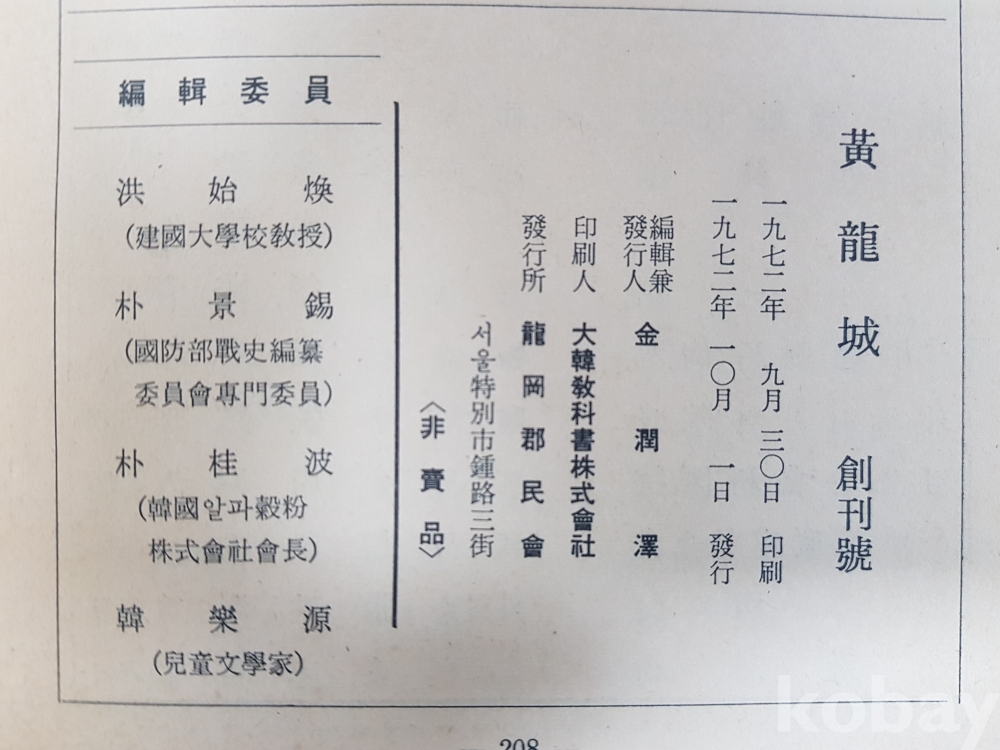 黃龍城 創刊號
一九七二年 九月 三〇日 印刷
一九七二年 一〇月 一日 發行
編輯兼
發行人 金潤澤
印刷人 大韓敎科書株式會社
發行所 龍岡郡民會
서울特別市鍾路三街
〈非賣品〉
編輯委員
洪始煥
(建國大學校敎授)
朴景錫
(國防部戰史編纂
委員會專門委員)
朴桂波
(韓國알파穀粉
株式會社會長)
韓樂源
(兒童文學家)
208
kobay